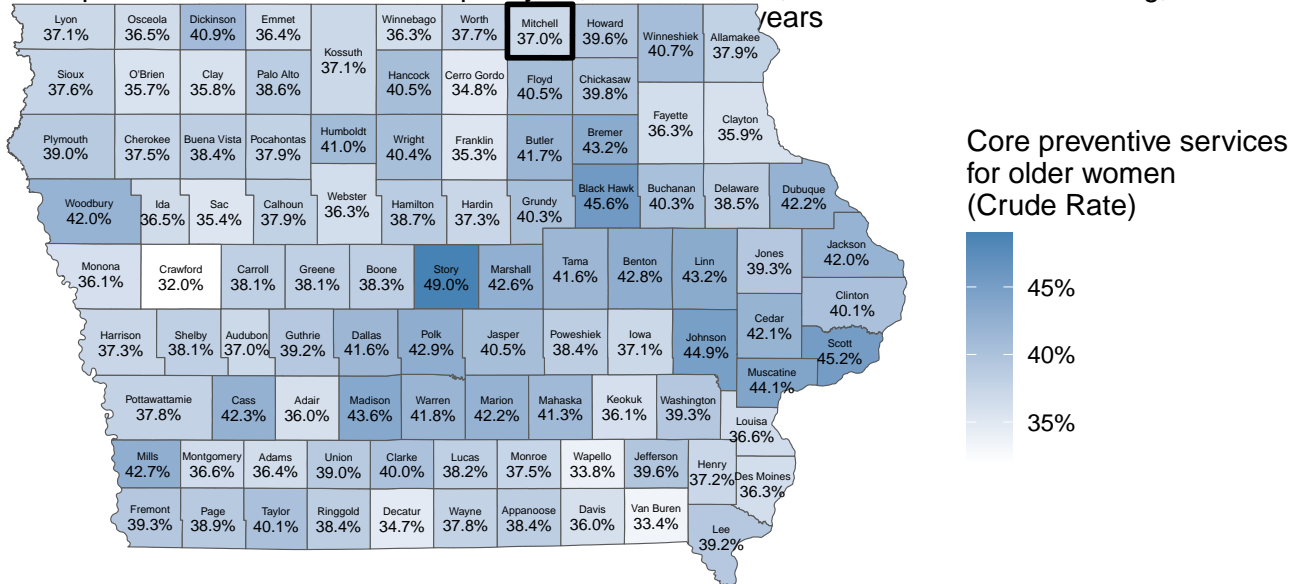 years
Lyon
37.1%
Osceola
36.5%
Dickinson
40.9%
Emmet
36.4%
Kossuth
37.1%
Winnebago
36.3%
Worth
37.7%
Mitchell
37.0%
Howard
39.6%
Winneshiek
40.7%
Allamakee
37.9%
Sioux
37.6%
O'Brien
35.7%
Clay
35.8%
Palo Alto
38.6%
Hancock
40.5%
Cerro Gordo
34.8%
Floyd
40.5%
Chickasaw
39.8%
Fayette
36.3%
Clayton
35.9%
Plymouth
39.0%
Cherokee
37.5%
Buena Vista
38.4%
Pocahontas
37.9%
Humboldt
41.0%
Wright
40.4%
Franklin
35.3%
Butler
41.7%
Bremer
43.2%
Woodbury
42.0%
Ida
36.5%
Sac
35.4%
Calhoun
37.9%
Webster
36.3%
Hamilton
38.7%
Hardin
37.3%
Grundy
40.3%
Black Hawk
45.6%
Buchanan
40.3%
Delaware
38.5%
Dubuque
42.2%
Monona
36.1%
Crawford
32.0%
Carroll
38.1%
Greene
38.1%
Boone
38.3%
Story
49.0%
Marshall
42.6%
Tama
41.6%
Benton
42.8%
Linn
43.2%
Jones
39.3%
Jackson
42.0%
Clinton
40.1%
Harrison
37.3%
Shelby
38.1%
Audubon
37.0%
Guthrie
39.2%
Dallas
41.6%
Polk
42.9%
Jasper
40.5%
Poweshiek
38.4%
Iowa
37.1%
Johnson
44.9%
Cedar
42.1%
Scott
45.2%
Muscatine
44.1%
Pottawattamie
37.8%
Cass
42.3%
Adair
36.0%
Madison
43.6%
Warren
41.8%
Marion
42.2%
Mahaska
41.3%
Keokuk
36.1%
Washington
39.3%
Louisa
36.6%
Mills
42.7%
Montgomery
36.6%
Adams
36.4%
Union
39.0%
Clarke
40.0%
Lucas
38.2%
Monroe
37.5%
Wapello
33.8%
Jefferson
39.6%
Henry
37.2%
Des Moines
36.3%
Fremont
39.3%
Page
38.9%
Taylor
40.1%
Ringgold
38.4%
Decatur
34.7%
Wayne
37.8%
Appanoose
38.4%
Davis
36.0%
Van Buren
33.4%
Lee
39.2%
Core preventive services
for older women
(Crude Rate)
45%
40%
35%